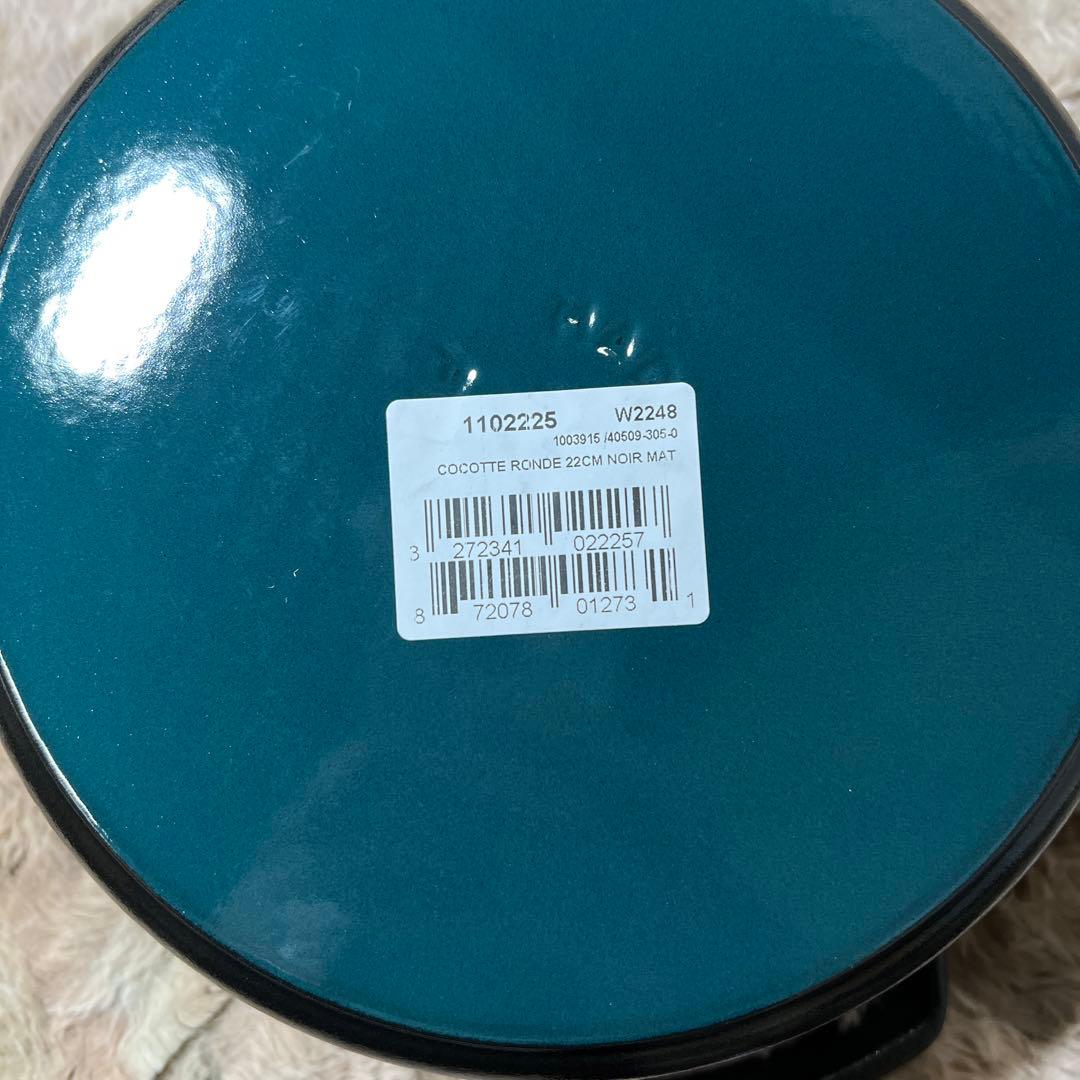 1102225 W2248
1003915 /40509-305-0
COCOTTE RONDE 22CM NOIR MAT
3 272341 022257
8 72078 01273 1